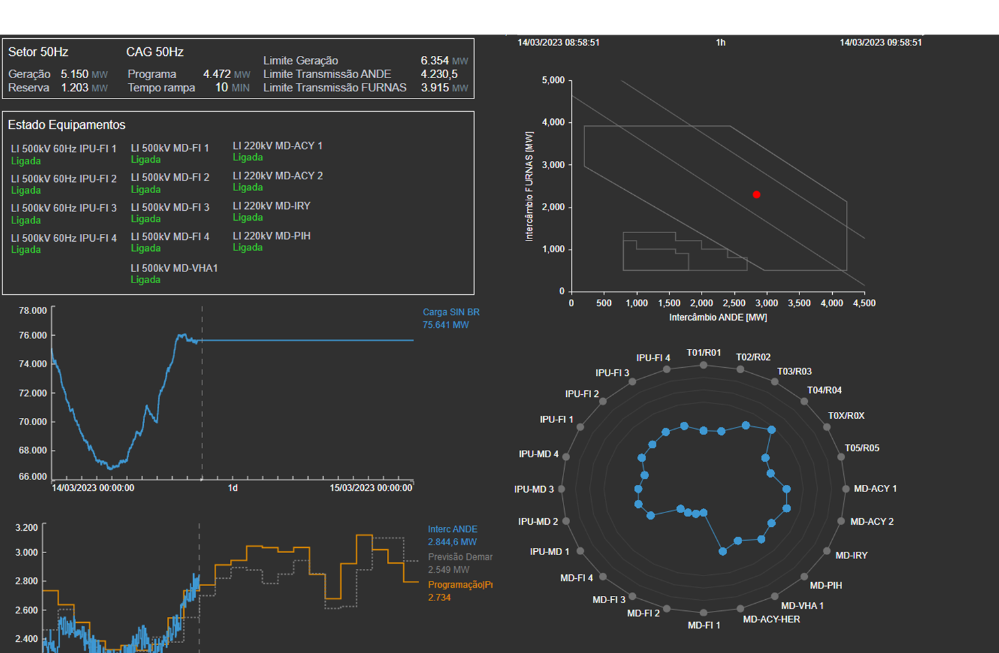 Setor 50Hz
CAG 50Hz
Geração 5.150 MW
Reserva 1.203 MW
Programa 4.472 MW
Tempo rampa 10 MIN
Limite Geração 6.354 MW
Limite Transmissão ANDE 4.230,5
Limite Transmissão FURNAS 3.915 MW
Estado Equipamentos
LI 500kV 60Hz IPU-FI 1
Ligada
LI 500kV 60Hz IPU-FI 2
Ligada
LI 500kV 60Hz IPU-FI 3
Ligada
LI 500kV 60Hz IPU-FI 4
Ligada
LI 500kV MD-FI 1
Ligada
LI 500kV MD-FI 2
Ligada
LI 500kV MD-FI 3
Ligada
LI 500kV MD-FI 4
Ligada
LI 500kV MD-VHA1
Ligada
LI 220kV MD-ACY 1
Ligada
LI 220kV MD-ACY 2
Ligada
LI 220kV MD-IRY
Ligada
LI 220kV MD-PIH
Ligada
78.000
76.000
74.000
72.000
70.000
68.000
66.000
14/03/2023 00:00:00 1d 15/03/2023 00:00:00
Carga SIN BR
75.641 MW
3.200
3.000
2.800
2.600
2.400
Interc ANDE
2.844,6 MW
Previsão Demar
2.549 MW
Programação|Pr
2.734
14/03/2023 08:58:51 1h 14/03/2023 09:58:51
5,000
4,000
3,000
2,000
1,000
0
Intercâmbio FURNAS [MW]
0 500 1,000 1,500 2,000 2,500 3,000 3,500 4,000 4,500
Intercâmbio ANDE [MW]
T01/R01
T02/R02
T03/R03
T04/R04
T0X/R0X
T05/R05
MD-ACY 1
MD-ACY 2
MD-IRY
MD-PIH
MD-VHA 1
MD-ACY-HER
MD-FI 1
MD-FI 2
MD-FI 3
MD-FI 4
IPU-MD 1
IPU-MD 2
IPU-MD 3
IPU-MD 4
IPU-FI 1
IPU-FI 2
IPU-FI 3
IPU-FI 4